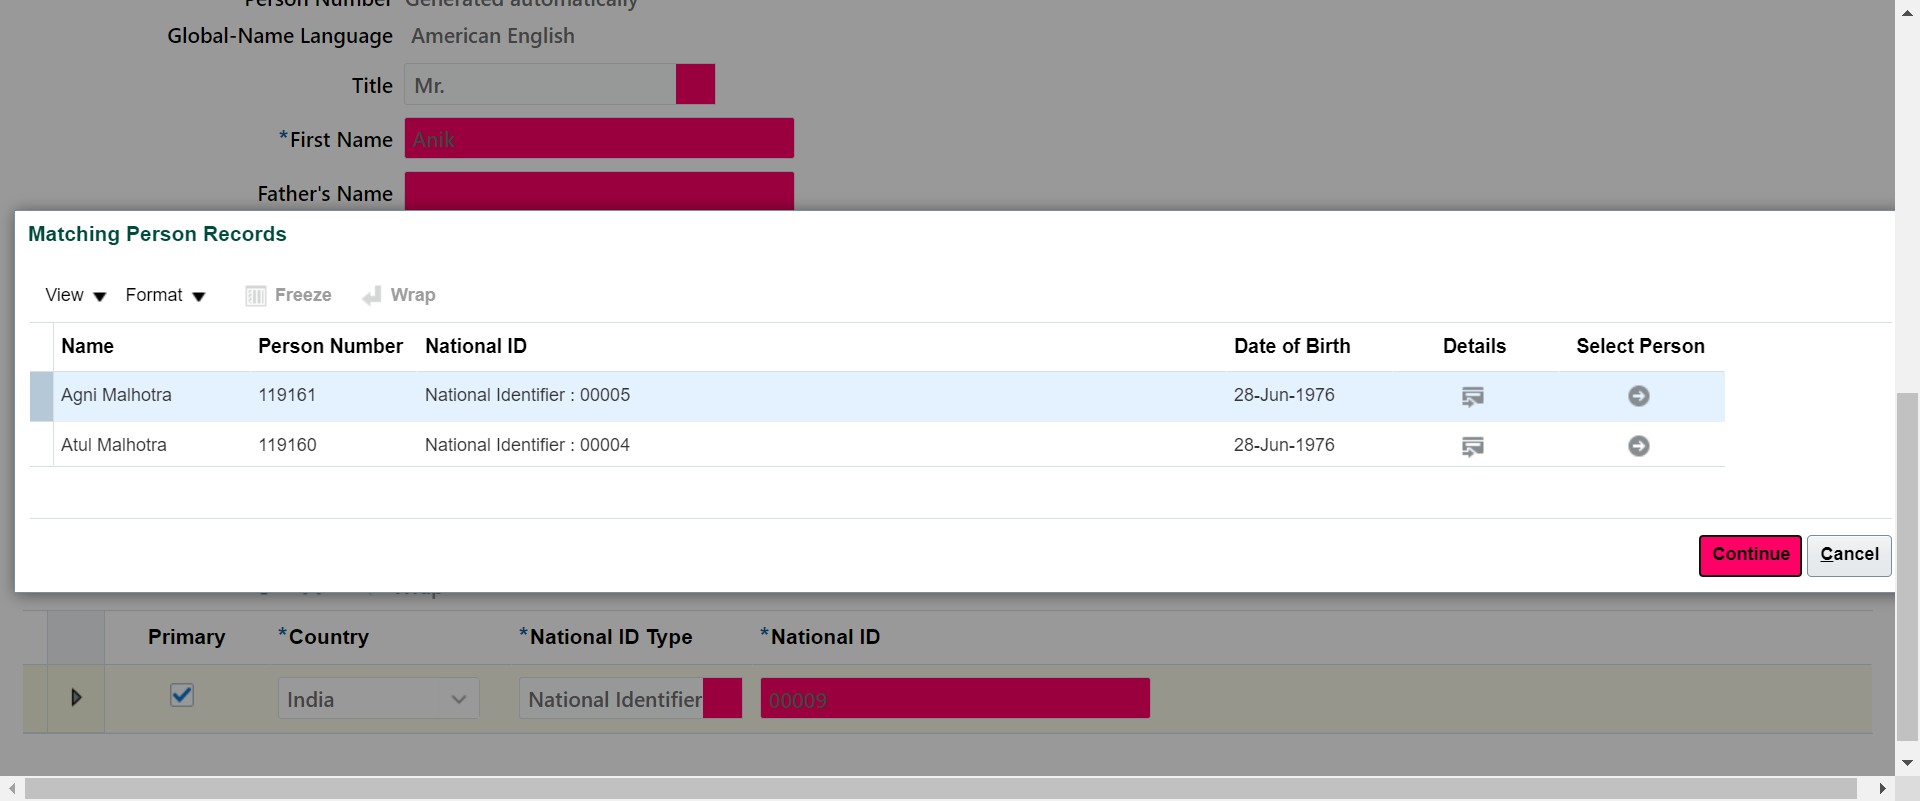 Person Number Generated automatically
Global-Name Language American English
Title Mr.
*First Name Anik
Father's Name
Matching Person Records
View Format Freeze Wrap
Name Person Number National ID Date of Birth Details Select Person
Agni Malhotra 119161 National Identifier : 00005 28-Jun-1976
Atul Malhotra 119160 National Identifier : 00004 28-Jun-1976
Continue Cancel
Primary *Country *National ID Type *National ID
India National Identifier 00009